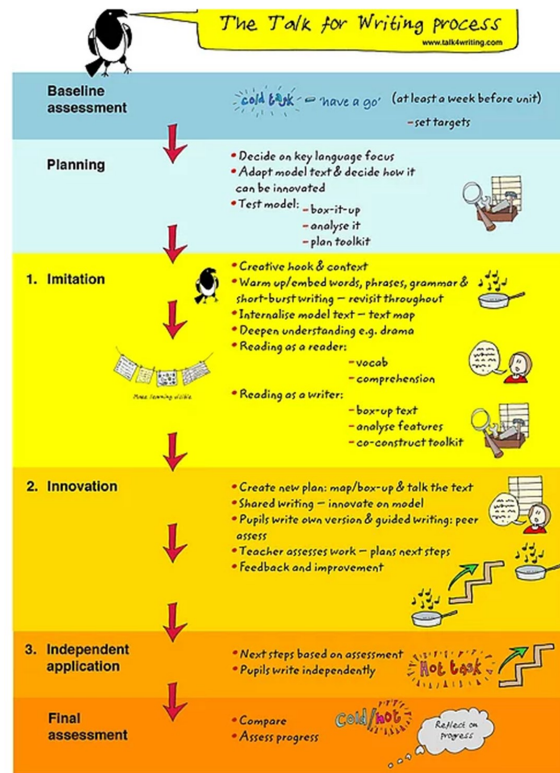 The Talk for Writing process
www.talk4writing.com
Baseline
assessment
cold task – 'have a go'
(at least a week before unit)
– set targets
Planning
• Decide on key language focus
• Adapt model text & decide how it
can be innovated
• Test model:
– box-it-up
– analyse it
– plan toolkit
1. Imitation
• Creative hook & context
• Warm up/embed words, phrases, grammar &
short-burst writing – revisit throughout
• Internalise model text – text map
• Deepen understanding e.g. drama
• Reading as a reader:
– vocab
– comprehension
Make learning visible
• Reading as a writer:
– box-up text
– analyse features
– co-construct toolkit
2. Innovation
• Create new plan: map/box-up & talk the text
• Shared writing – innovate on model
• Pupils write own version & guided writing: peer
assess
• Teacher assesses work – plans next steps
• Feedback and improvement
3. Independent
application
• Next steps based on assessment
• Pupils write independently
Hot task
Final
assessment
• Compare
• Assess progress
Cold/hot
Reflect on
progress